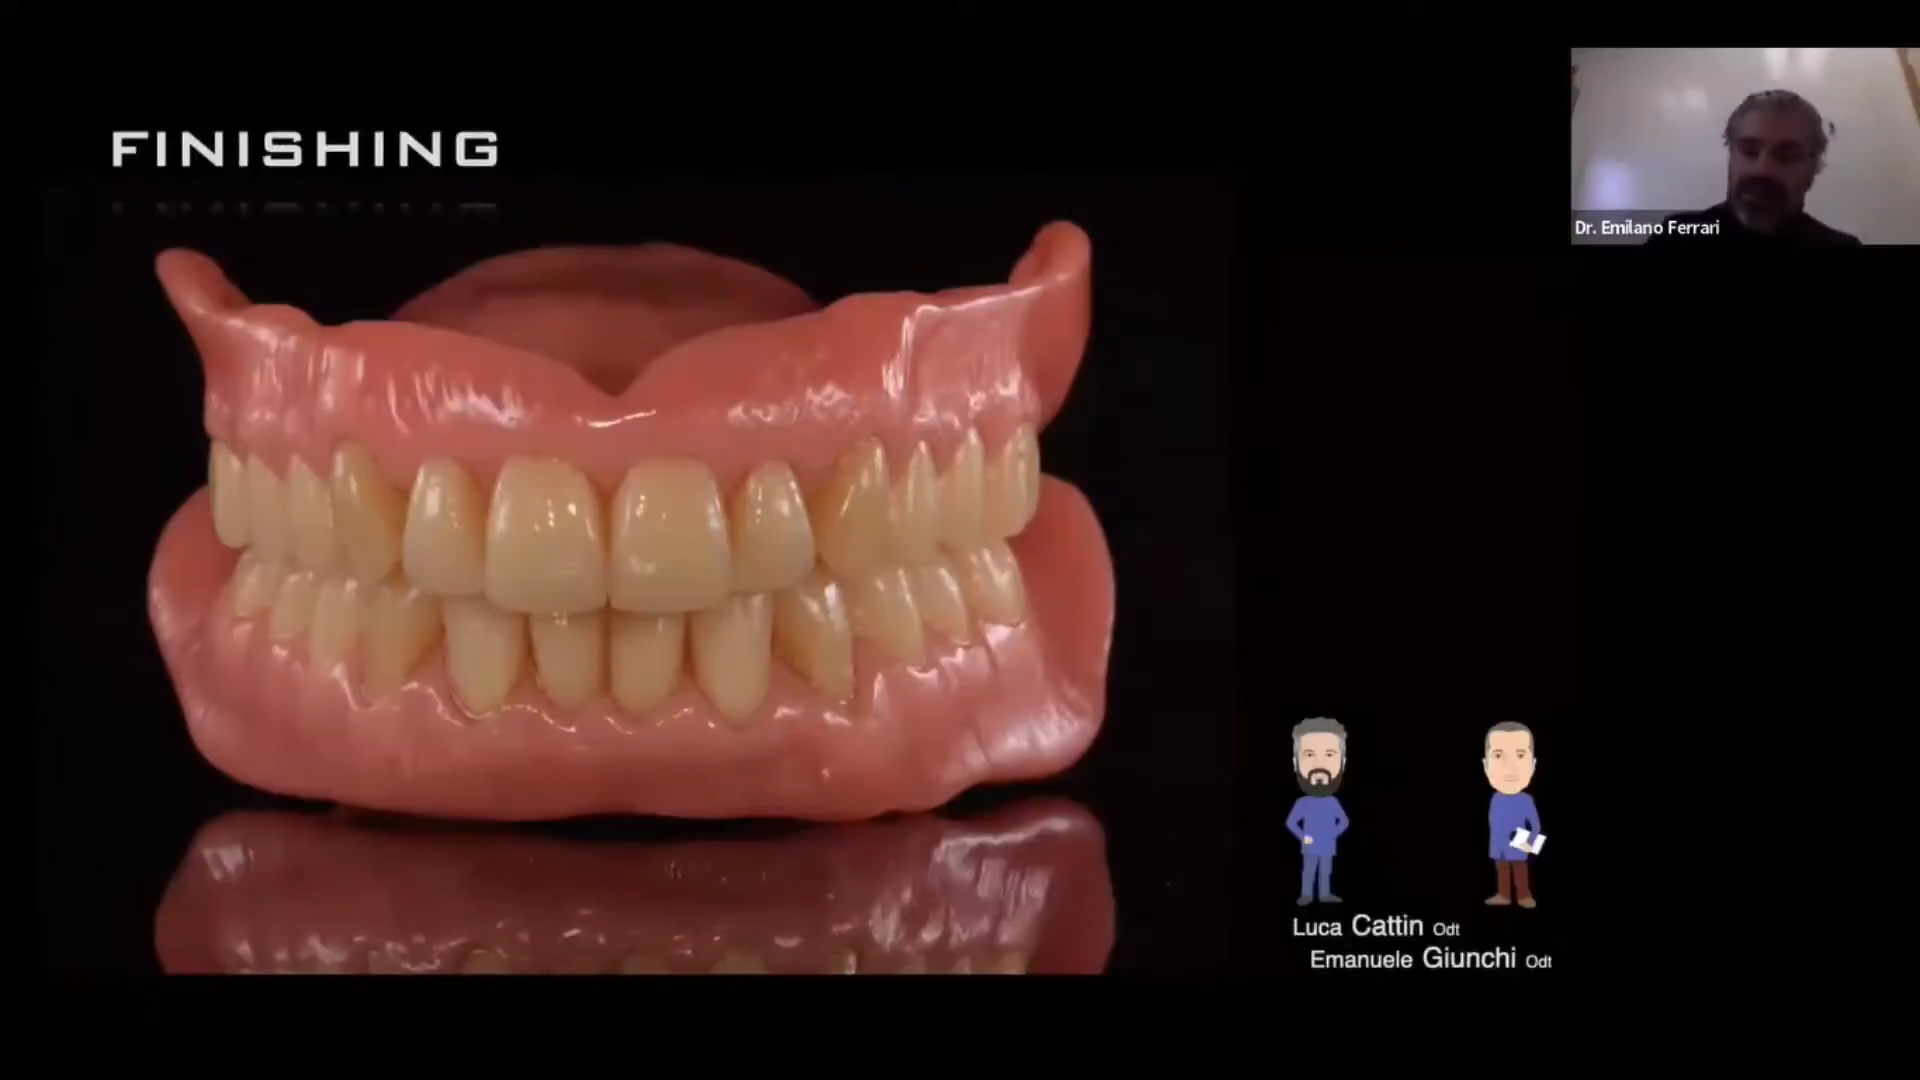 FINISHING
Dr. Emilano Ferrari
Luca Cattin Odt
Emanuele Giunchi Odt